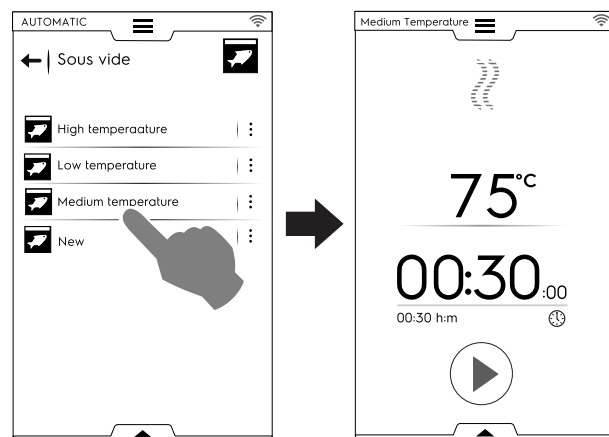 AUTOMATIC
Sous vide
High temperaature
Low temperature
Medium temperature
New
Medium Temperature
75°C
00:30:00
00:30 h:m